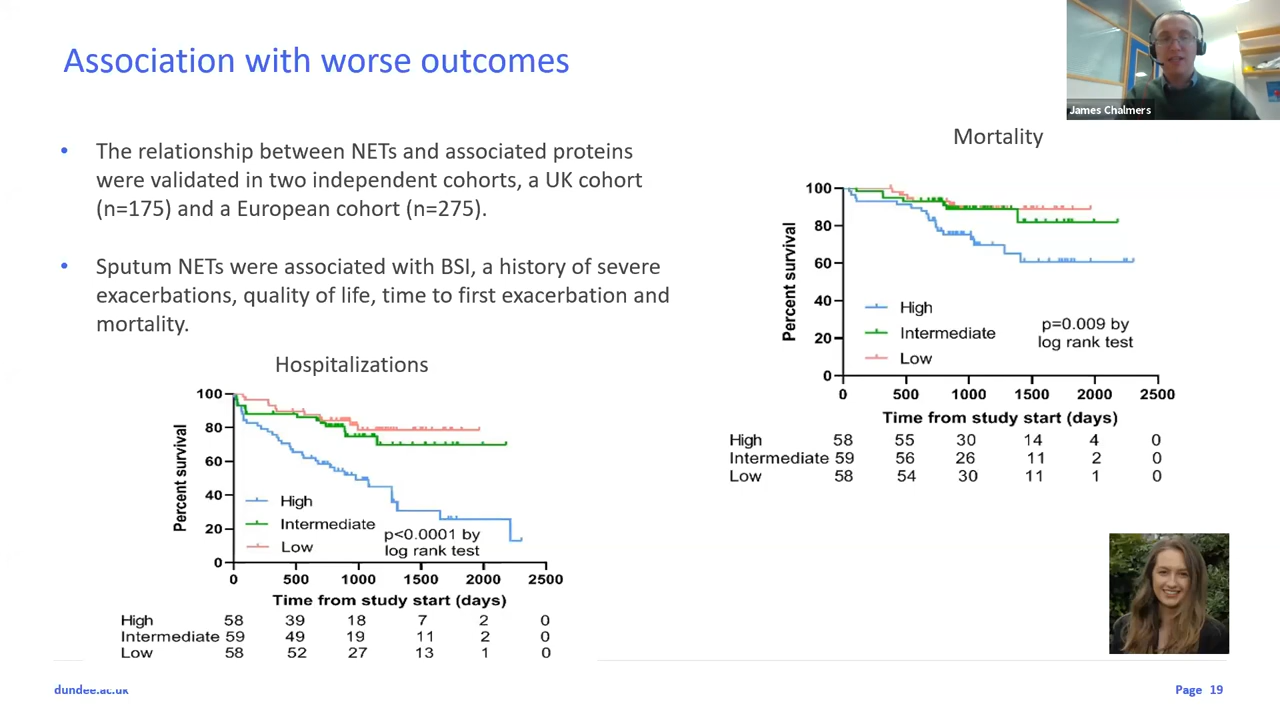 Association with worse outcomes
James Chalmers
• The relationship between NETs and associated proteins
were validated in two independent cohorts, a UK cohort
(n=175) and a European cohort (n=275).
• Sputum NETs were associated with BSI, a history of severe
exacerbations, quality of life, time to first exacerbation and
mortality.
Hospitalizations
100
80
60
40
20
0
Percent survival
High
Intermediate
Low
p<0.0001 by
log rank test
0 500 1000 1500 2000 2500
Time from study start (days)
High 58 39 18 7 2 0
Intermediate 59 49 19 11 2 0
Low 58 52 27 13 1 0
Mortality
100
80
60
40
20
0
Percent survival
High
Intermediate
Low
p=0.009 by
log rank test
0 500 1000 1500 2000 2500
Time from study start (days)
High 58 55 30 14 4 0
Intermediate 59 56 26 11 2 0
Low 58 54 30 11 1 0
dundee.ac.uk
Page 19